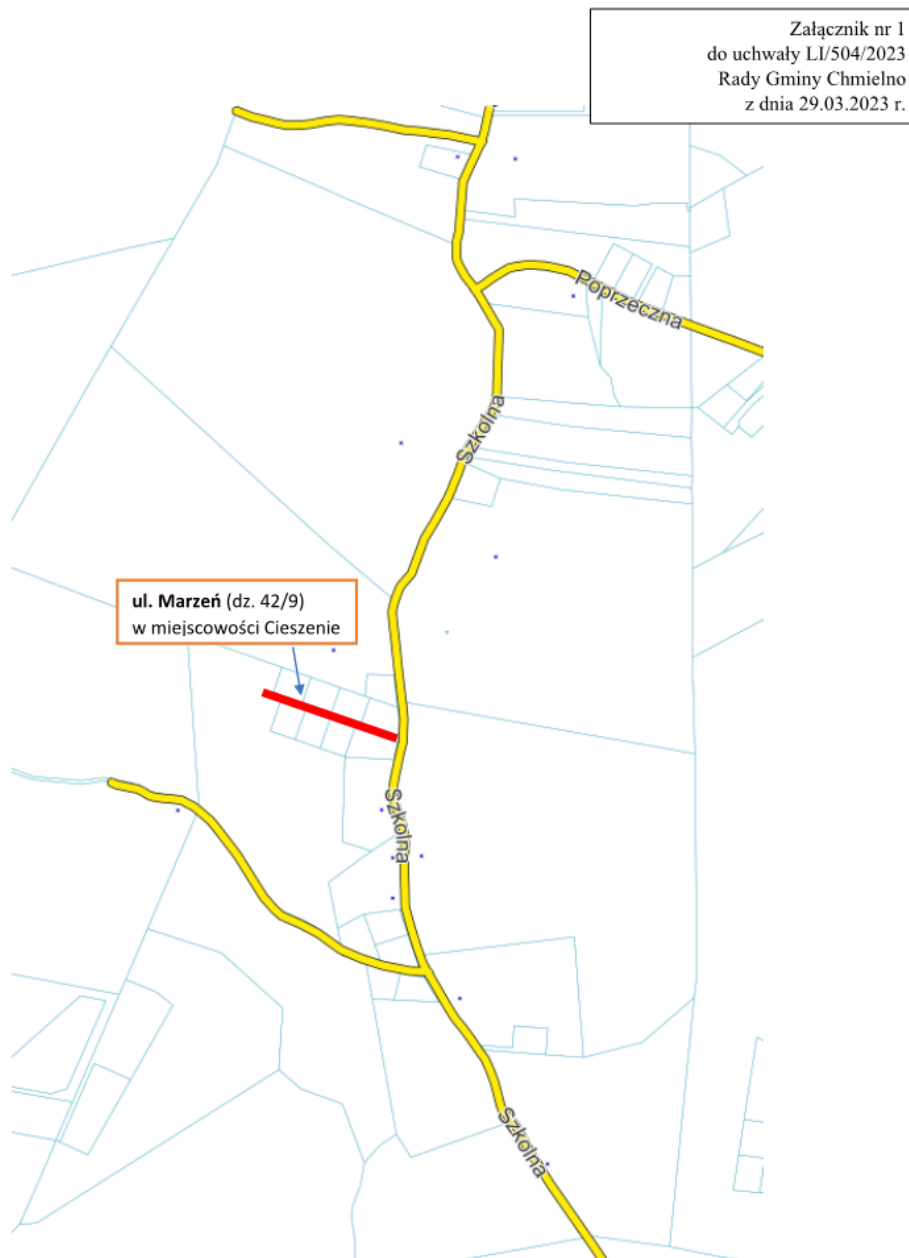 Załącznik nr 1
do uchwały LI/504/2023
Rady Gminy Chmielno
z dnia 29.03.2023 r.
Poprzeczna
Szkolna
ul. Marzeń (dz. 42/9)
w miejscowości Cieszenie
Szkolna
Szkolna